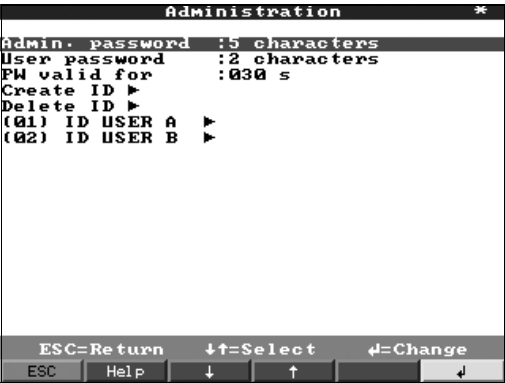 Administration *
Admin. password :5 characters
User password :2 characters
PW valid for :030 s
Create ID ►
Delete ID ►
(01) ID USER A ►
(02) ID USER B ►
ESC=Return ↓↑=Select ↲=Change
ESC Help ↓ ↑ ↲